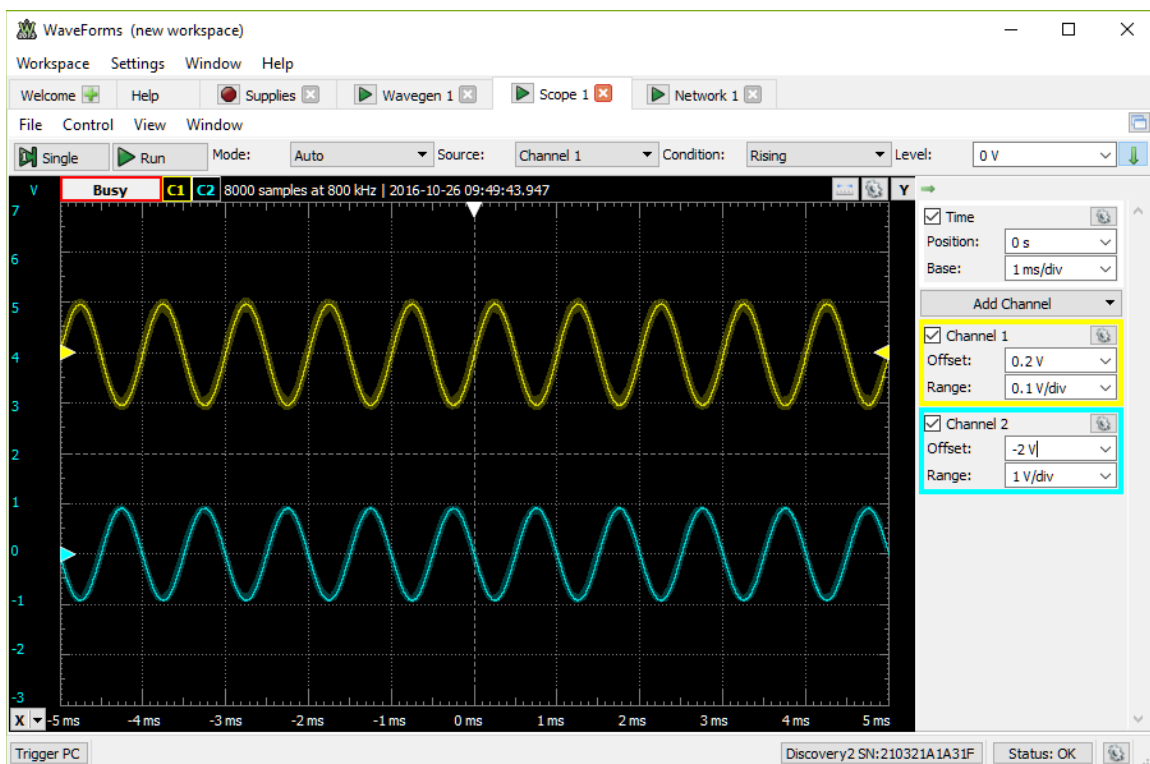 WaveForms (new workspace)
Workspace Settings Window Help
Welcome Help Supplies Wavegen 1 Scope 1 Network 1
File Control View Window
Single Run Mode: Auto Source: Channel 1 Condition: Rising Level: 0 V
V Busy C1 C2 8000 samples at 800 kHz | 2016-10-26 09:49:43.947 Y
7
6
5
4
3
2
1
0
-1
-2
-3
X -5 ms -4 ms -3 ms -2 ms -1 ms 0 ms 1 ms 2 ms 3 ms 4 ms 5 ms
Time
Position: 0 s
Base: 1 ms/div
Add Channel
Channel 1
Offset: 0.2 V
Range: 0.1 V/div
Channel 2
Offset: -2 V
Range: 1 V/div
Trigger PC Discovery2 SN:210321A1A31F Status: OK